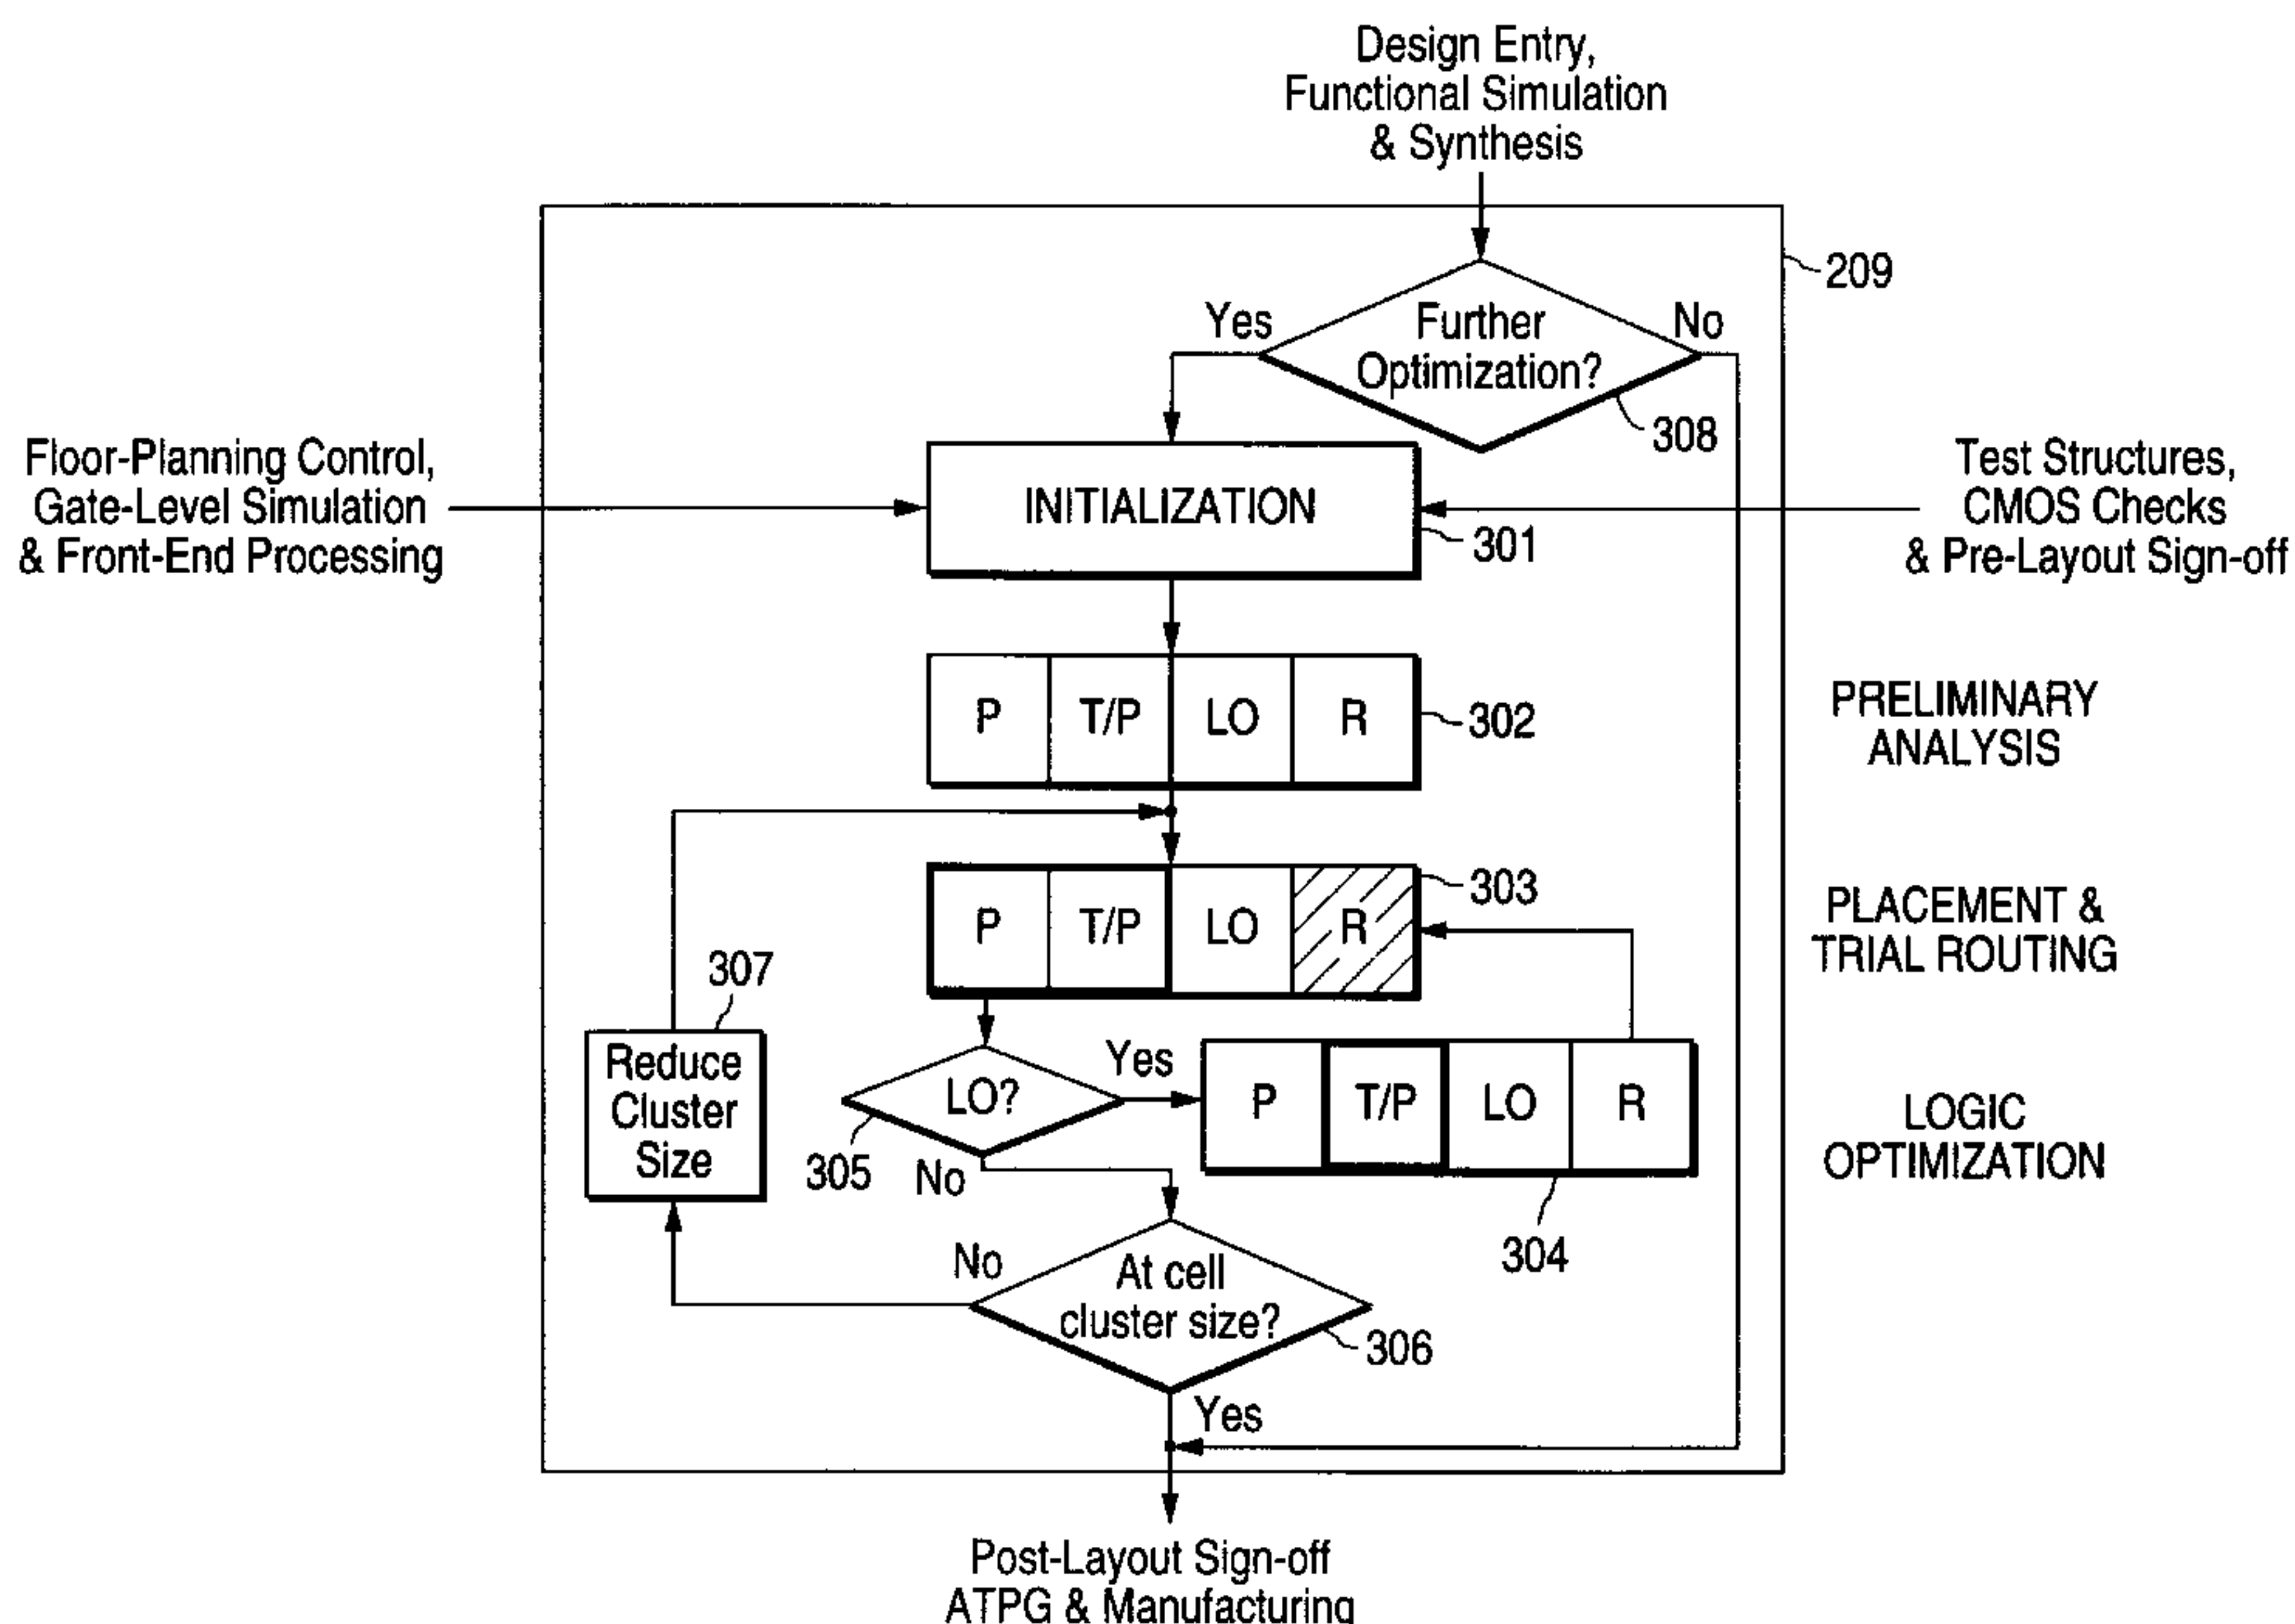 Design Entry,
Functional Simulation
& Synthesis
209
Yes
No
Further
Optimization?
308
Floor-Planning Control,
Gate-Level Simulation
& Front-End Processing
INITIALIZATION
301
Test Structures,
CMOS Checks
& Pre-Layout Sign-off
P T/P LO R
302
PRELIMINARY
ANALYSIS
P T/P LO R
303
PLACEMENT &
TRIAL ROUTING
307
Reduce
Cluster
Size
LO?
Yes
305
No
P T/P LO R
304
LOGIC
OPTIMIZATION
No
At cell
cluster size?
306
Yes
Post-Layout Sign-off
ATPG & Manufacturing